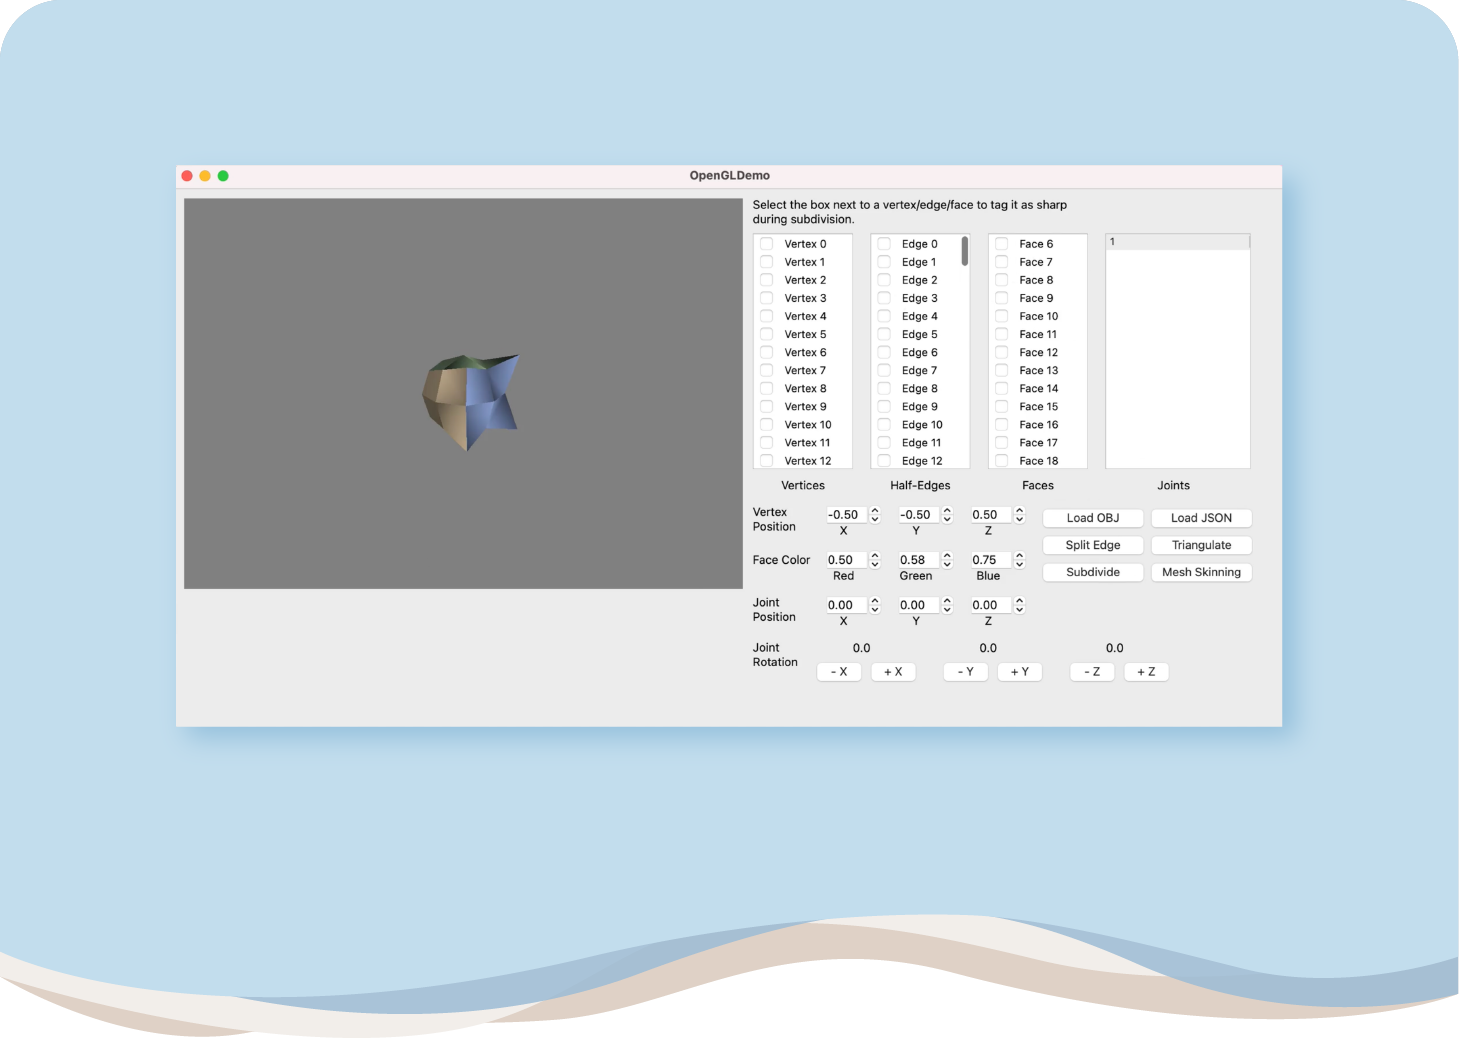 OpenGLDemo
Select the box next to a vertex/edge/face to tag it as sharp
during subdivision.
Vertex 0 Edge 0 Face 6 1
Vertex 1 Edge 1 Face 7
Vertex 2 Edge 2 Face 8
Vertex 3 Edge 3 Face 9
Vertex 4 Edge 4 Face 10
Vertex 5 Edge 5 Face 11
Vertex 6 Edge 6 Face 12
Vertex 7 Edge 7 Face 13
Vertex 8 Edge 8 Face 14
Vertex 9 Edge 9 Face 15
Vertex 10 Edge 10 Face 16
Vertex 11 Edge 11 Face 17
Vertex 12 Edge 12 Face 18
Vertices Half-Edges Faces Joints
Vertex
Position
-0.50 -0.50 0.50
X Y Z
Load OBJ Load JSON
Split Edge Triangulate
Subdivide Mesh Skinning
Face Color 0.50 0.58 0.75
Red Green Blue
Joint
Position
0.00 0.00 0.00
X Y Z
Joint
Rotation
0.0 0.0 0.0
- X + X - Y + Y - Z + Z